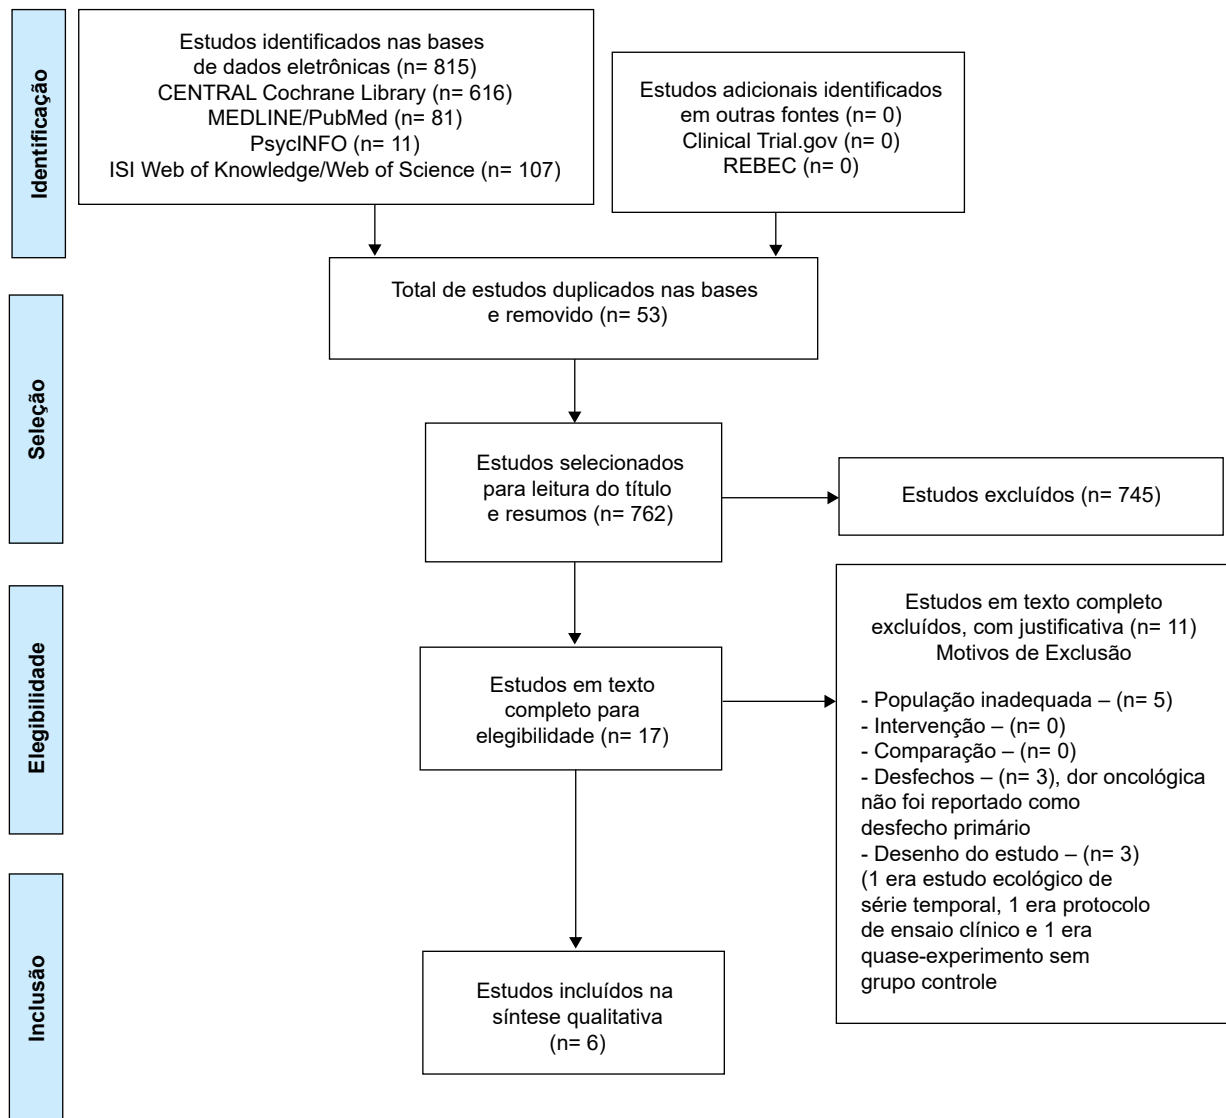 Identificação
Estudos identificados nas bases
de dados eletrônicas (n= 815)
CENTRAL Cochrane Library (n= 616)
MEDLINE/PubMed (n= 81)
PsycINFO (n= 11)
ISI Web of Knowledge/Web of Science (n= 107)
Estudos adicionais identificados
em outras fontes (n= 0)
Clinical Trial.gov (n= 0)
REBEC (n= 0)
Total de estudos duplicados nas bases
e removido (n= 53)
Seleção
Estudos selecionados
para leitura do título
e resumos (n= 762)
Estudos excluídos (n= 745)
Elegibilidade
Estudos em texto
completo para
elegibilidade (n= 17)
Estudos em texto completo
excluídos, com justificativa (n= 11)
Motivos de Exclusão
- População inadequada – (n= 5)
- Intervenção – (n= 0)
- Comparação – (n= 0)
- Desfechos – (n= 3), dor oncológica
não foi reportado como
desfecho primário
- Desenho do estudo – (n= 3)
(1 era estudo ecológico de
série temporal, 1 era protocolo
de ensaio clínico e 1 era
quase-experimento sem
grupo controle
Inclusão
Estudos incluídos na
síntese qualitativa
(n= 6)